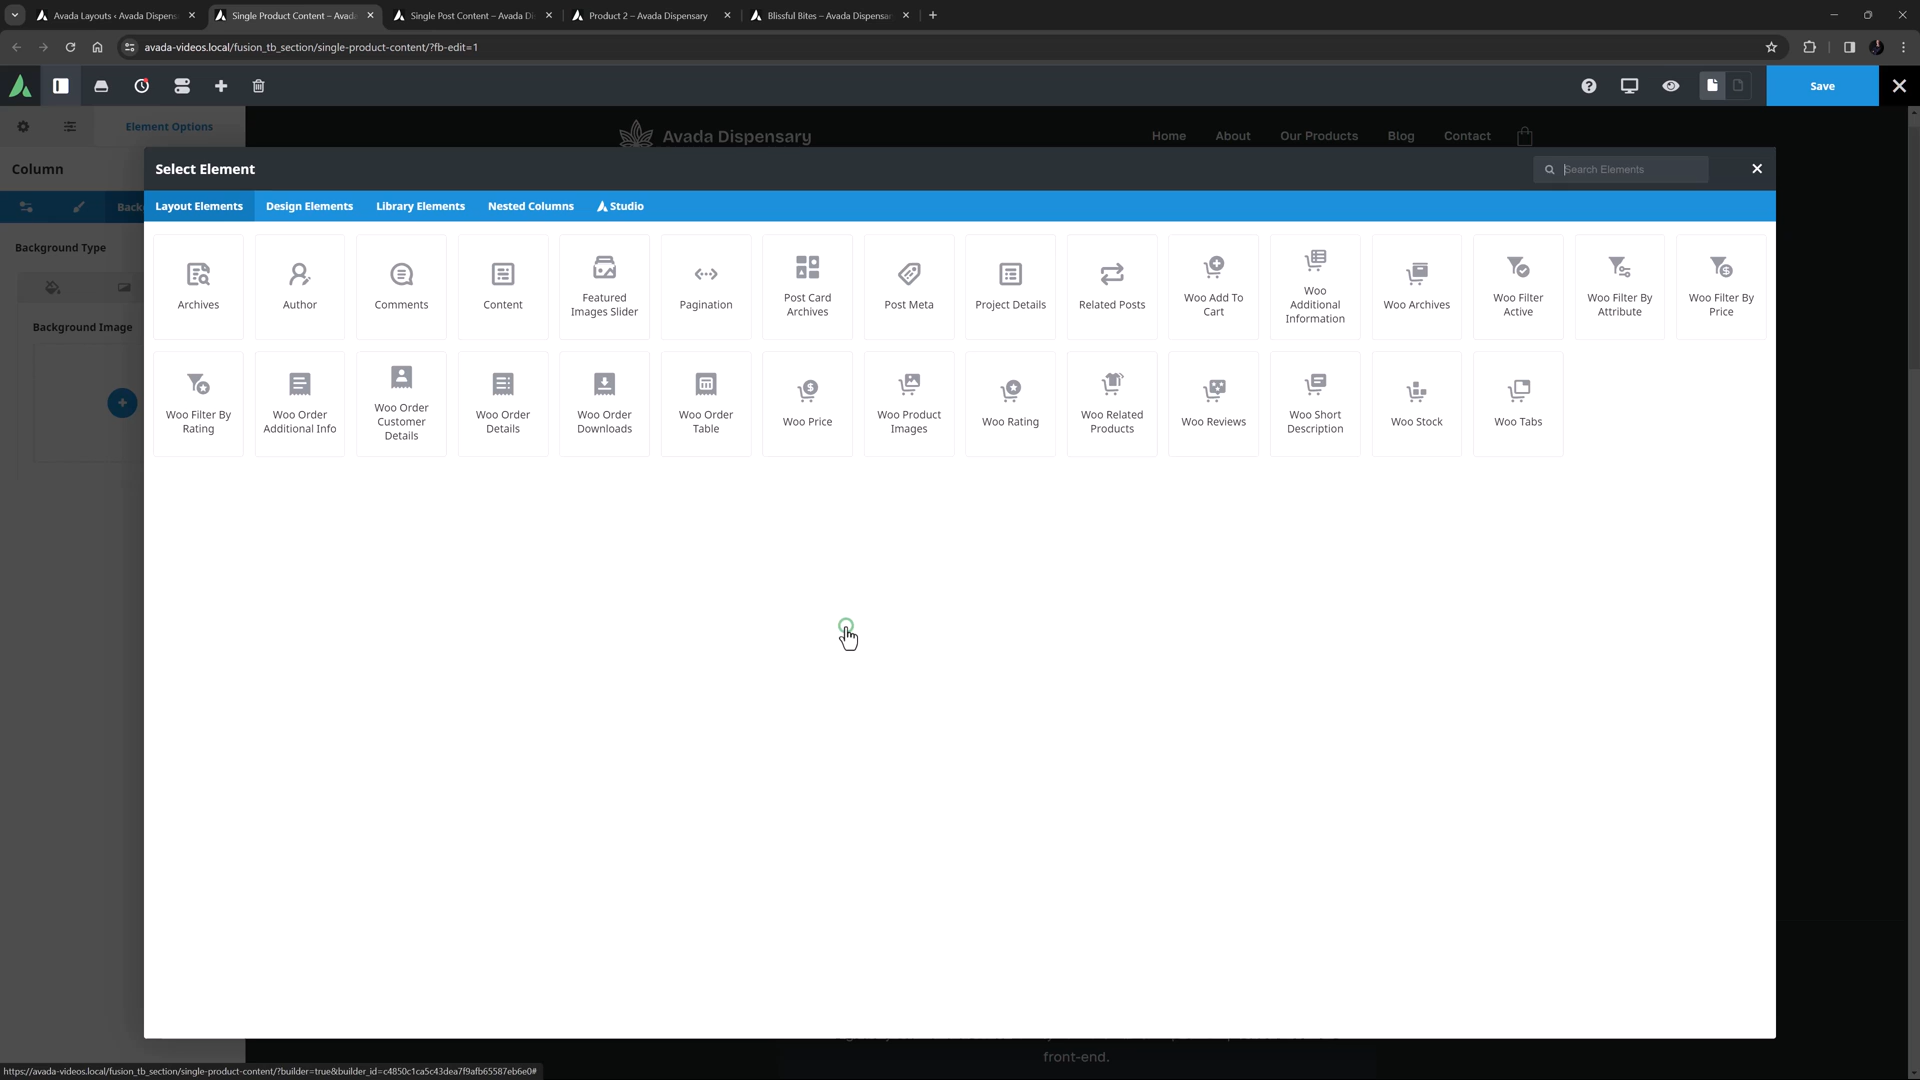 Avada Layouts ‹ Avada Dispens
Single Product Content – Avad
Single Post Content – Avada Di
Product 2 – Avada Dispensary
Blissful Bites – Avada Dispensar
avada-videos.local/fusion_tb_section/single-product-content/?fb-edit=1
Save
Element Options
Avada Dispensary
Home
About
Our Products
Blog
Contact
Column
Select Element
Search Elements
Back
Layout Elements
Design Elements
Library Elements
Nested Columns
Studio
Background Type
Background Image
Archives
Author
Comments
Content
Featured
Images Slider
Pagination
Post Card
Archives
Post Meta
Project Details
Related Posts
Woo Add To
Cart
Woo
Additional
Information
Woo Archives
Woo Filter
Active
Woo Filter By
Attribute
Woo Filter By
Price
Woo Filter By
Rating
Woo Order
Additional Info
Woo Order
Customer
Details
Woo Order
Details
Woo Order
Downloads
Woo Order
Table
Woo Price
Woo Product
Images
Woo Rating
Woo Related
Products
Woo Reviews
Woo Short
Description
Woo Stock
Woo Tabs
front-end.
https://avada-videos.local/fusion_tb_section/single-product-content/?builder=true&builder_id=c4850c1ca5c43dea7f9afb65587eb6e0#